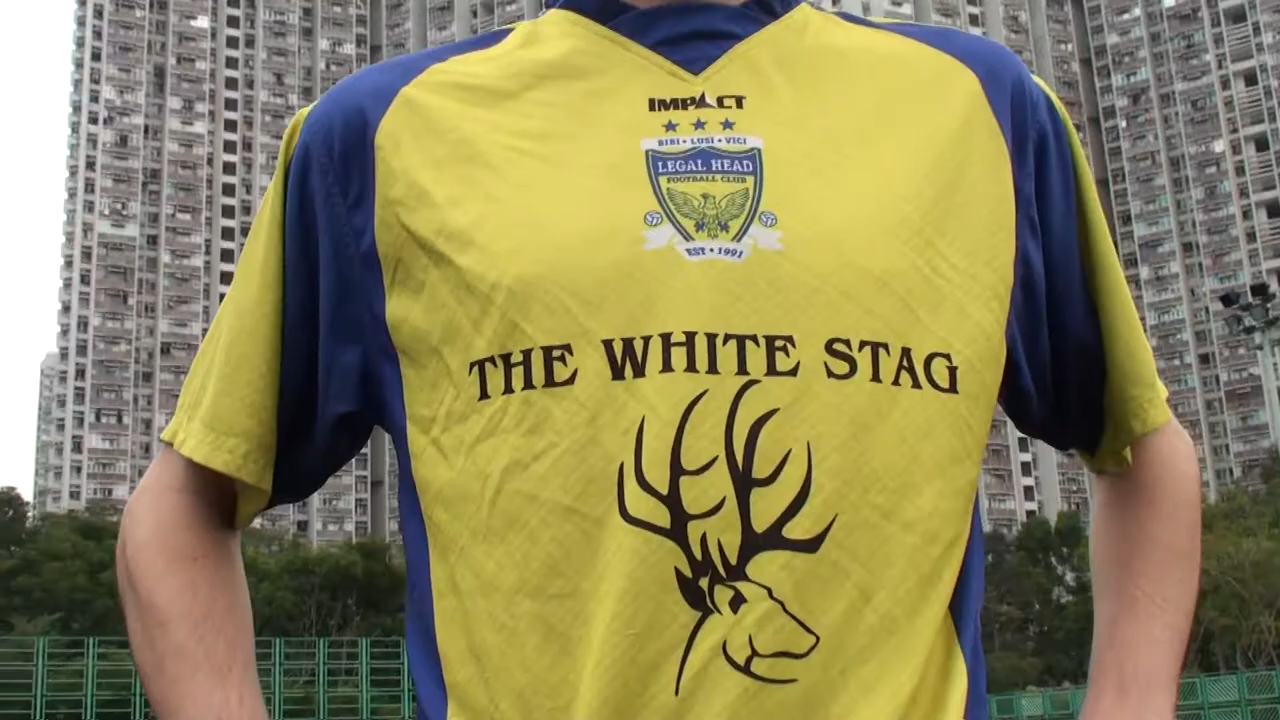 IMPACT
BIBI • LUSI • VICI
LEGAL HEAD
FOOTBALL CLUB
EST • 1991
THE WHITE STAG